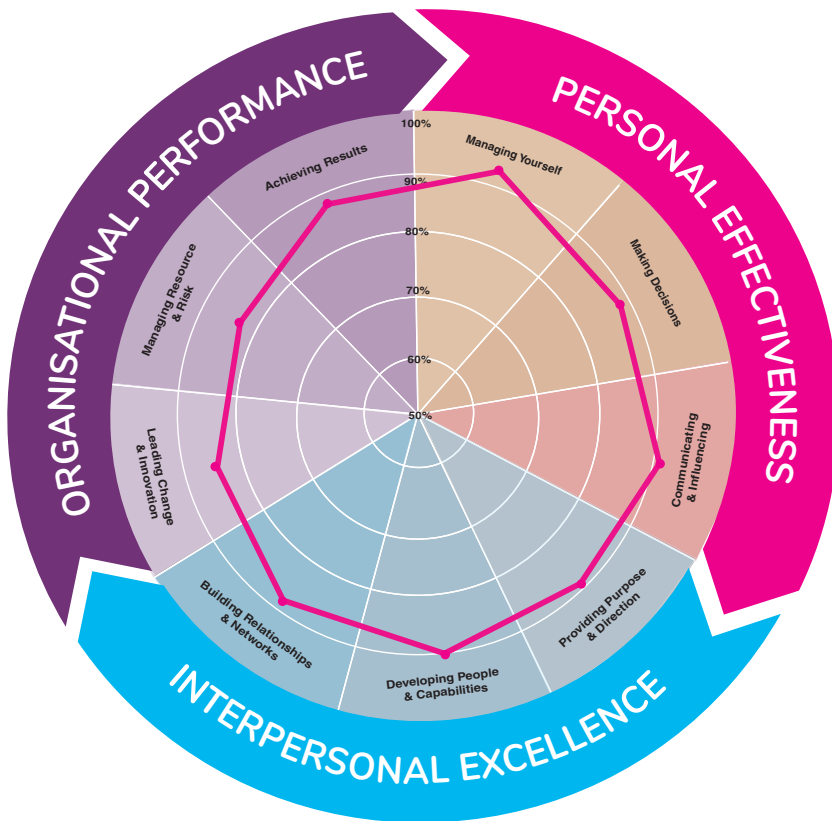 ORGANISATIONAL PERFORMANCE
PERSONAL EFFECTIVENESS
INTERPERSONAL EXCELLENCE
100%
90%
80%
70%
60%
50%
Managing Yourself
Making Decisions
Communicating
& Influencing
Providing Purpose
& Direction
Developing People
& Capabilities
Building Relationships
& Networks
Leading Change
& Innovation
Managing Resource
& Risk
Achieving Results